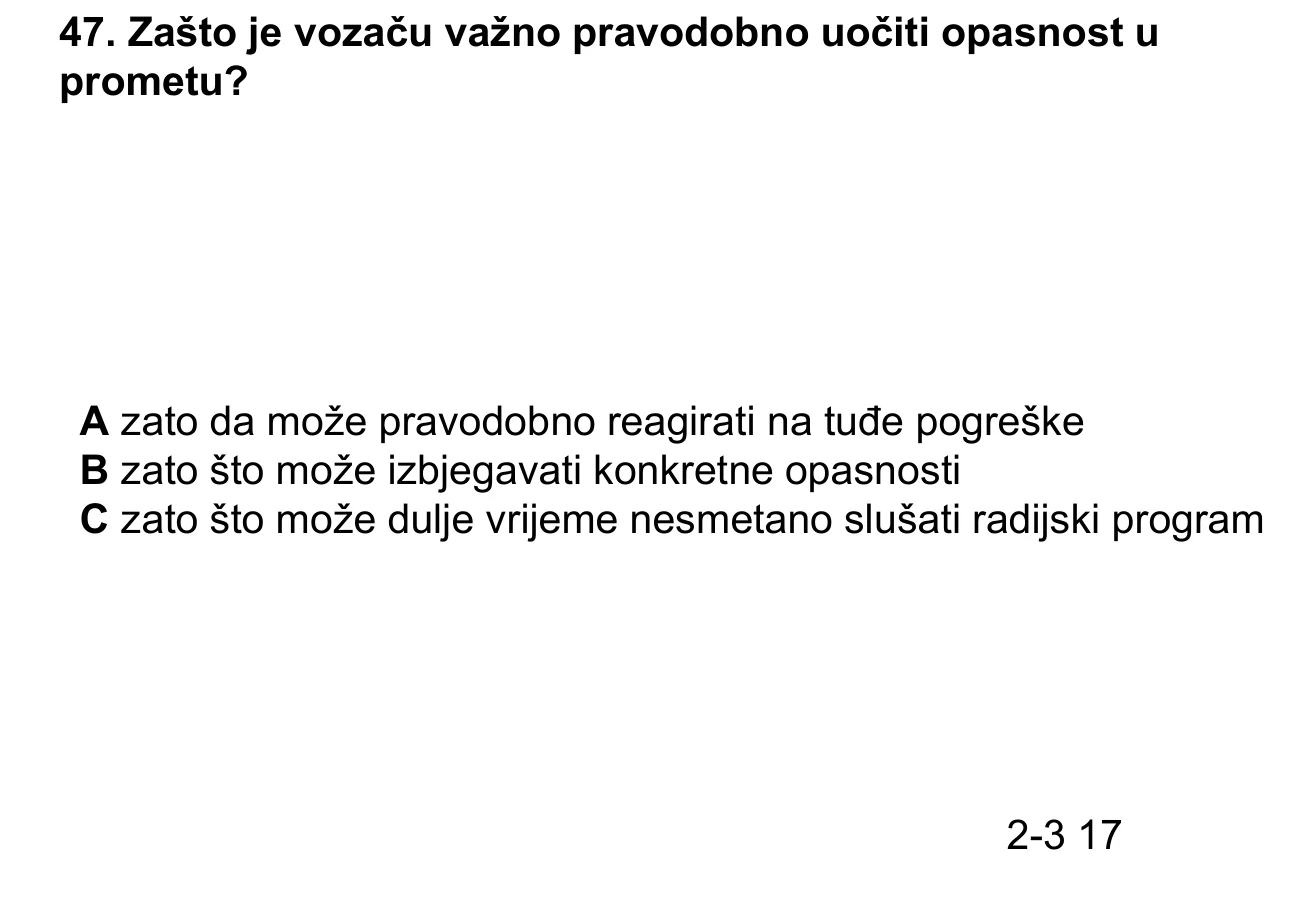 47. Zašto je vozaču važno pravodobno uočiti opasnost u
prometu?
A zato da može pravodobno reagirati na tuđe pogreške
B zato što može izbjegavati konkretne opasnosti
C zato što može dulje vrijeme nesmetano slušati radijski program
2-3 17